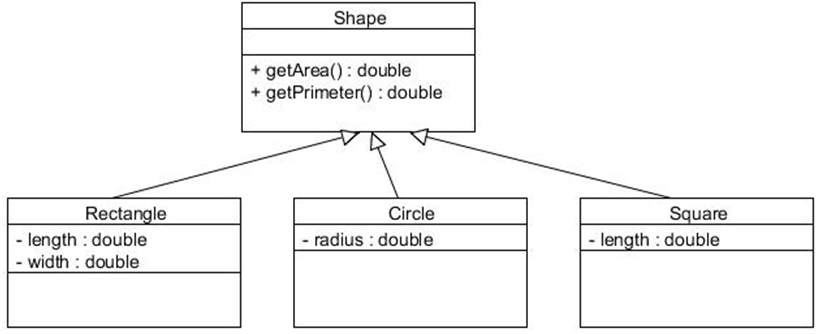 Shape
+ getArea() : double
+ getPrimeter() : double
Rectangle
- length : double
- width : double
Circle
- radius : double
Square
- length : double